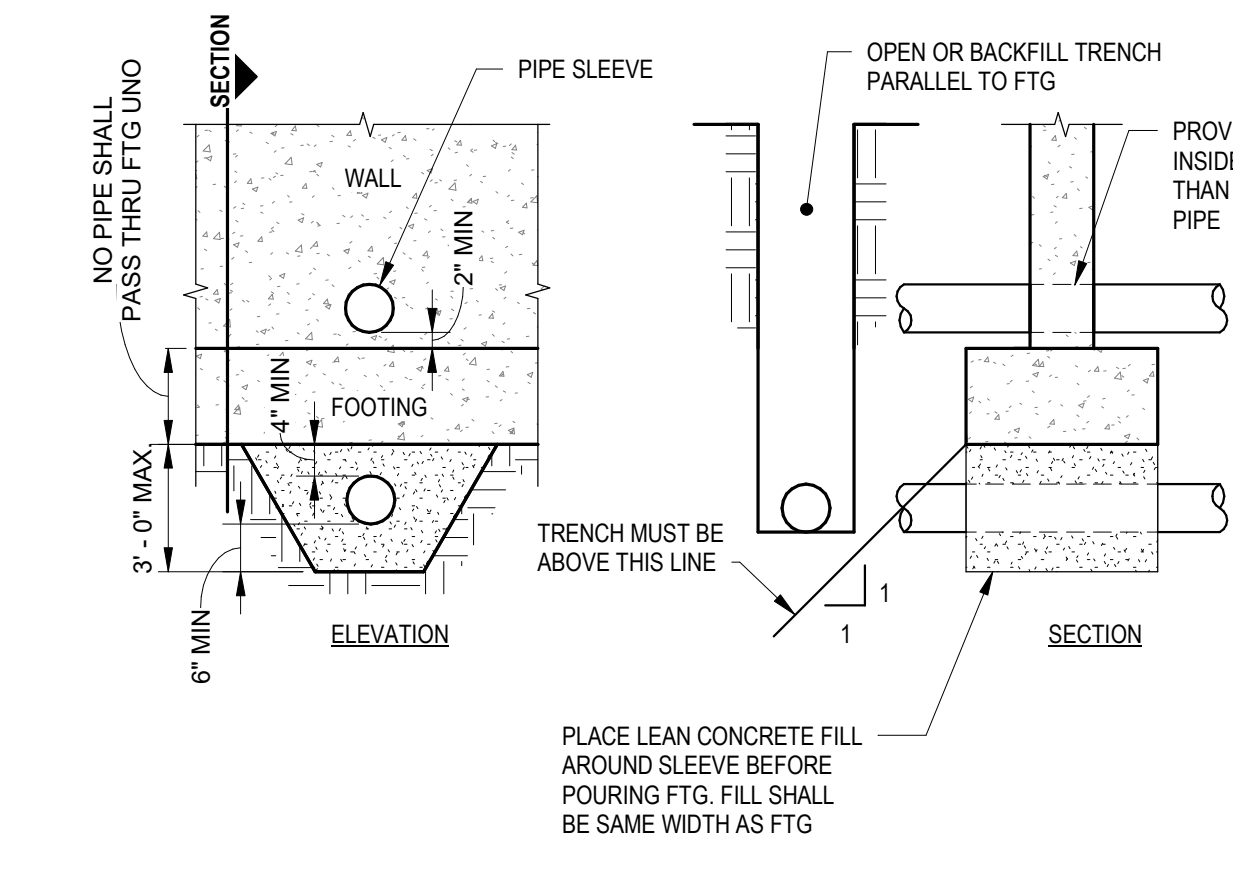 SECTION
NO PIPE SHALL
PASS THRU FTG UNO
PIPE SLEEVE
WALL
2" MIN
4" MIN
FOOTING
3' - 0" MAX
6" MIN
ELEVATION
OPEN OR BACKFILL TRENCH
PARALLEL TO FTG
PROV
INSIDE
THAN
PIPE
TRENCH MUST BE
ABOVE THIS LINE
1
1
SECTION
PLACE LEAN CONCRETE FILL
AROUND SLEEVE BEFORE
POURING FTG. FILL SHALL
BE SAME WIDTH AS FTG